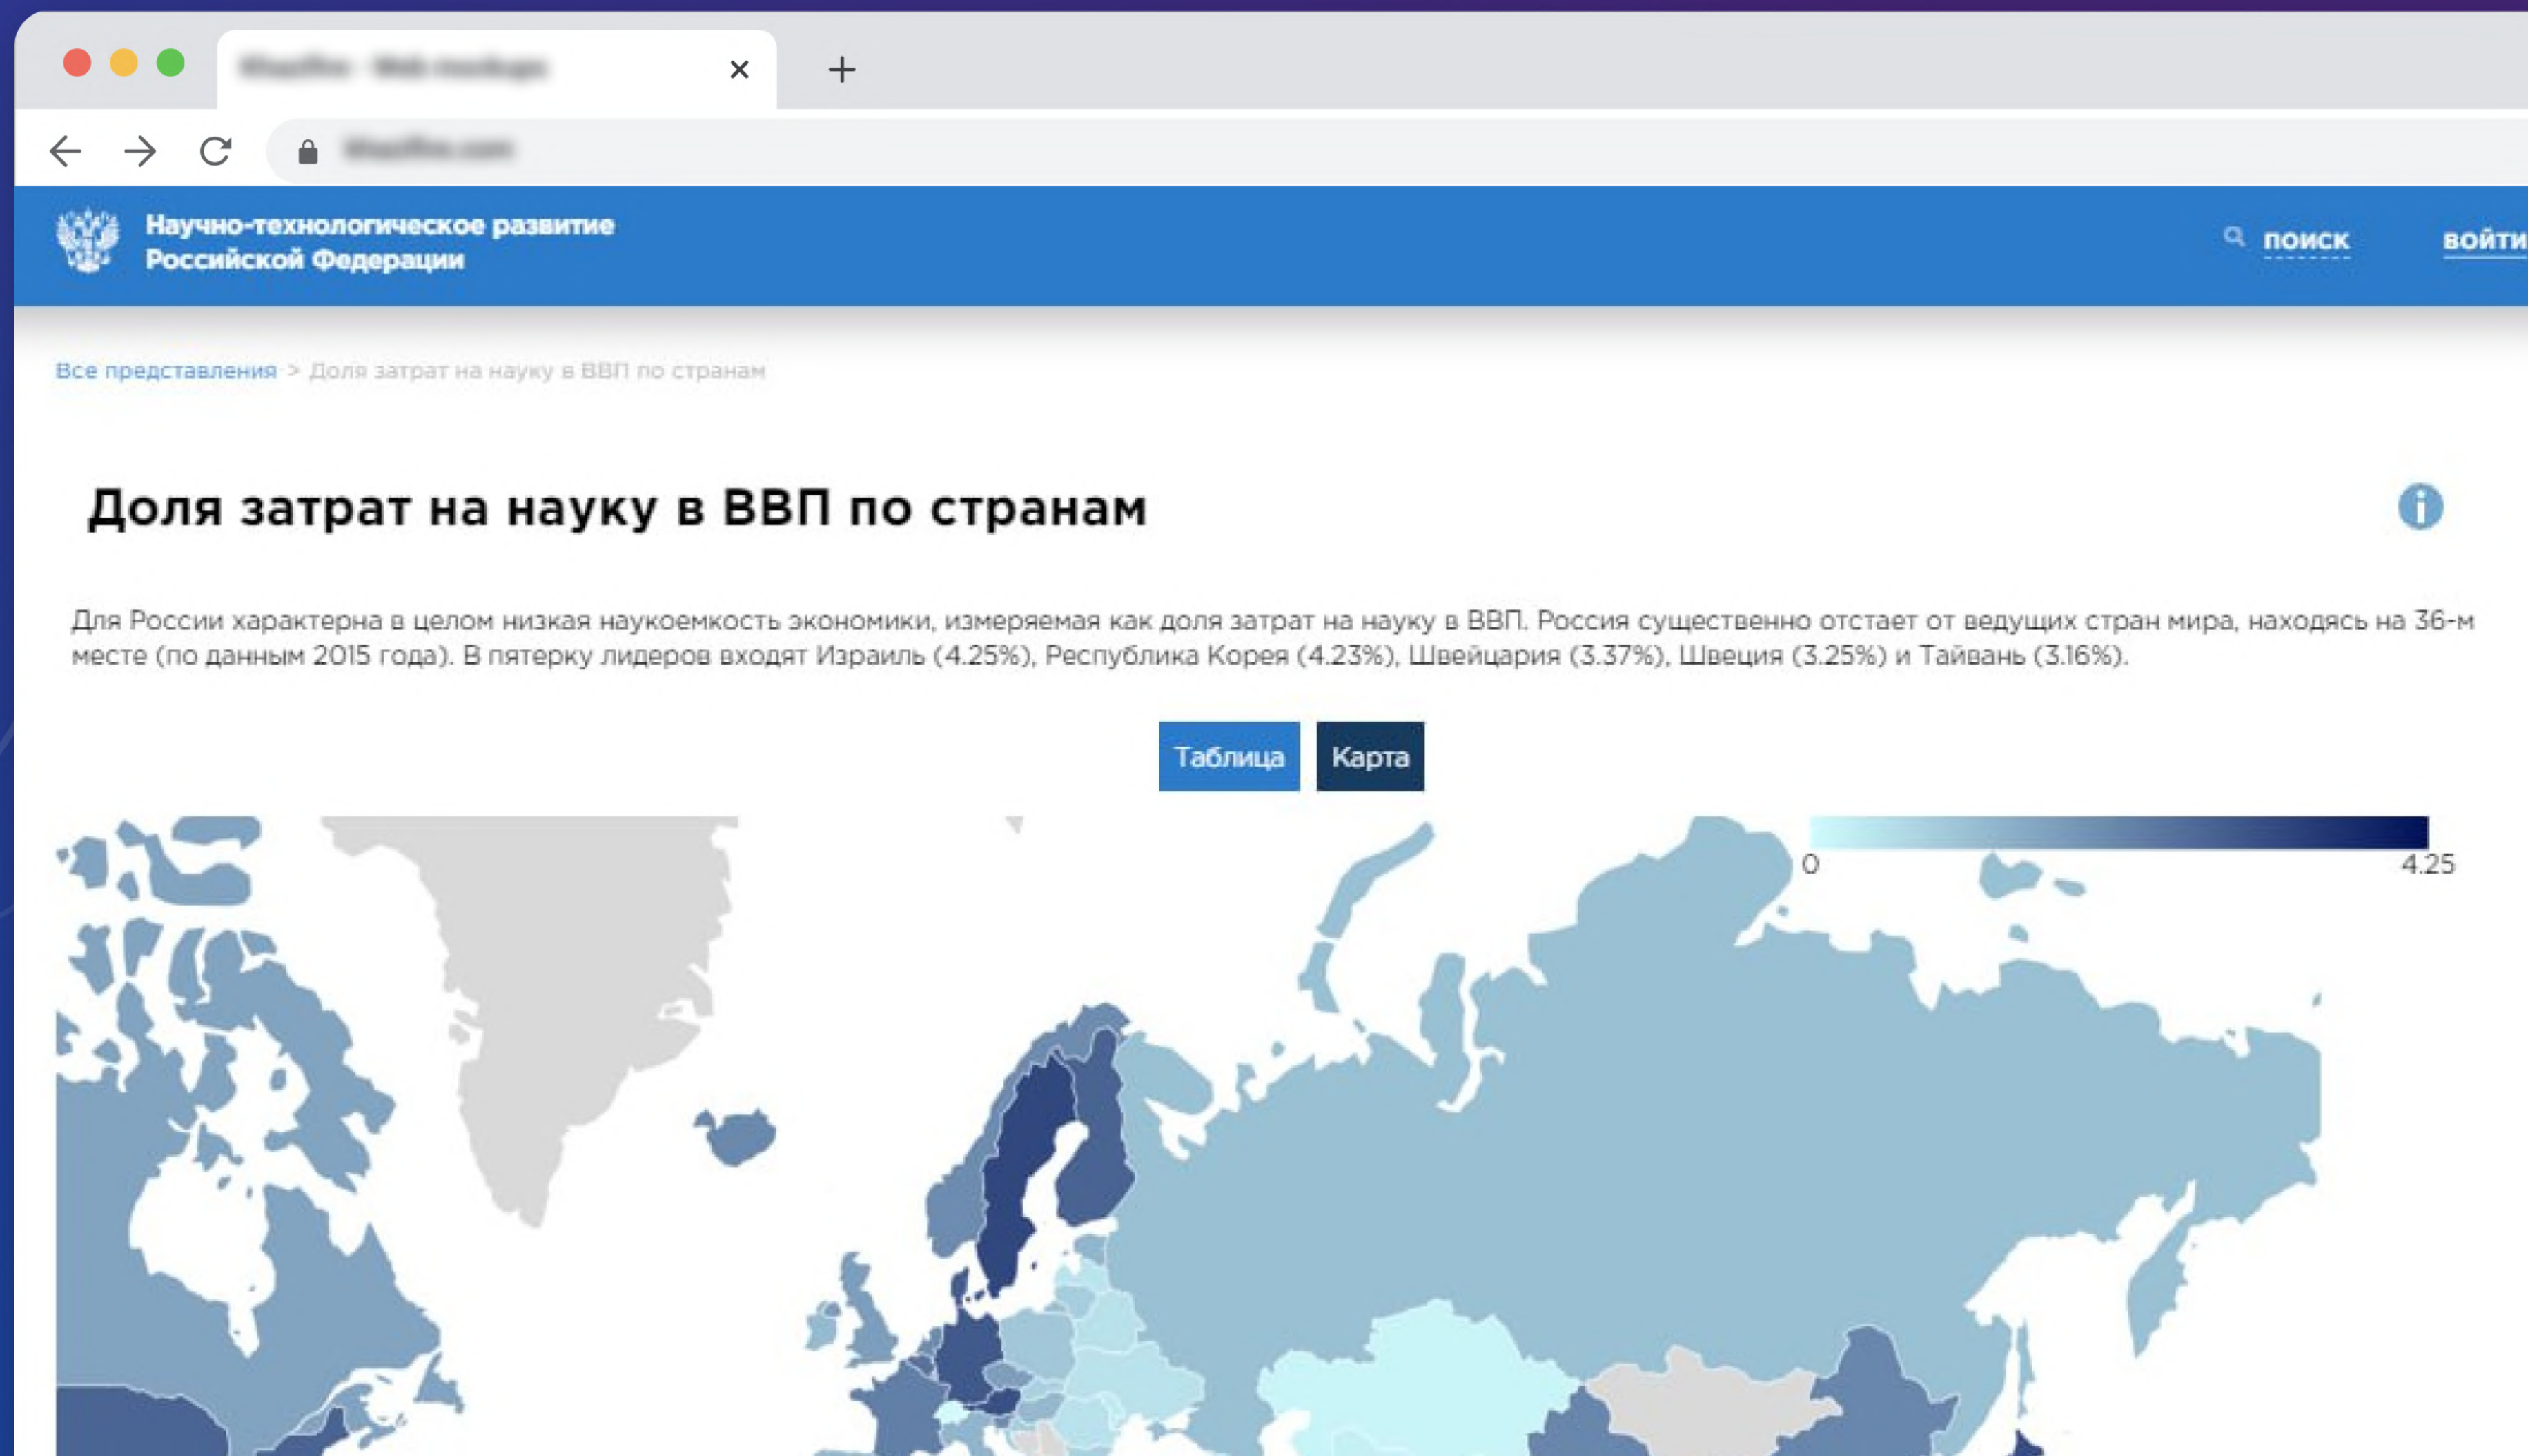 Научно-технологическое развитие
Российской Федерации
ПОИСК
ВОЙТИ
Все представления > Доля затрат на науку в ВВП по странам
Доля затрат на науку в ВВП по странам
Для России характерна в целом низкая наукоемкость экономики, измеряемая как доля затрат на науку в ВВП. Россия существенно отстает от ведущих стран мира, находясь на 36-м
месте (по данным 2015 года). В пятерку лидеров входят Израиль (4.25%), Республика Корея (4.23%), Швейцария (3.37%), Швеция (3.25%) и Тайвань (3.16%).
Таблица
Карта
0
4.25